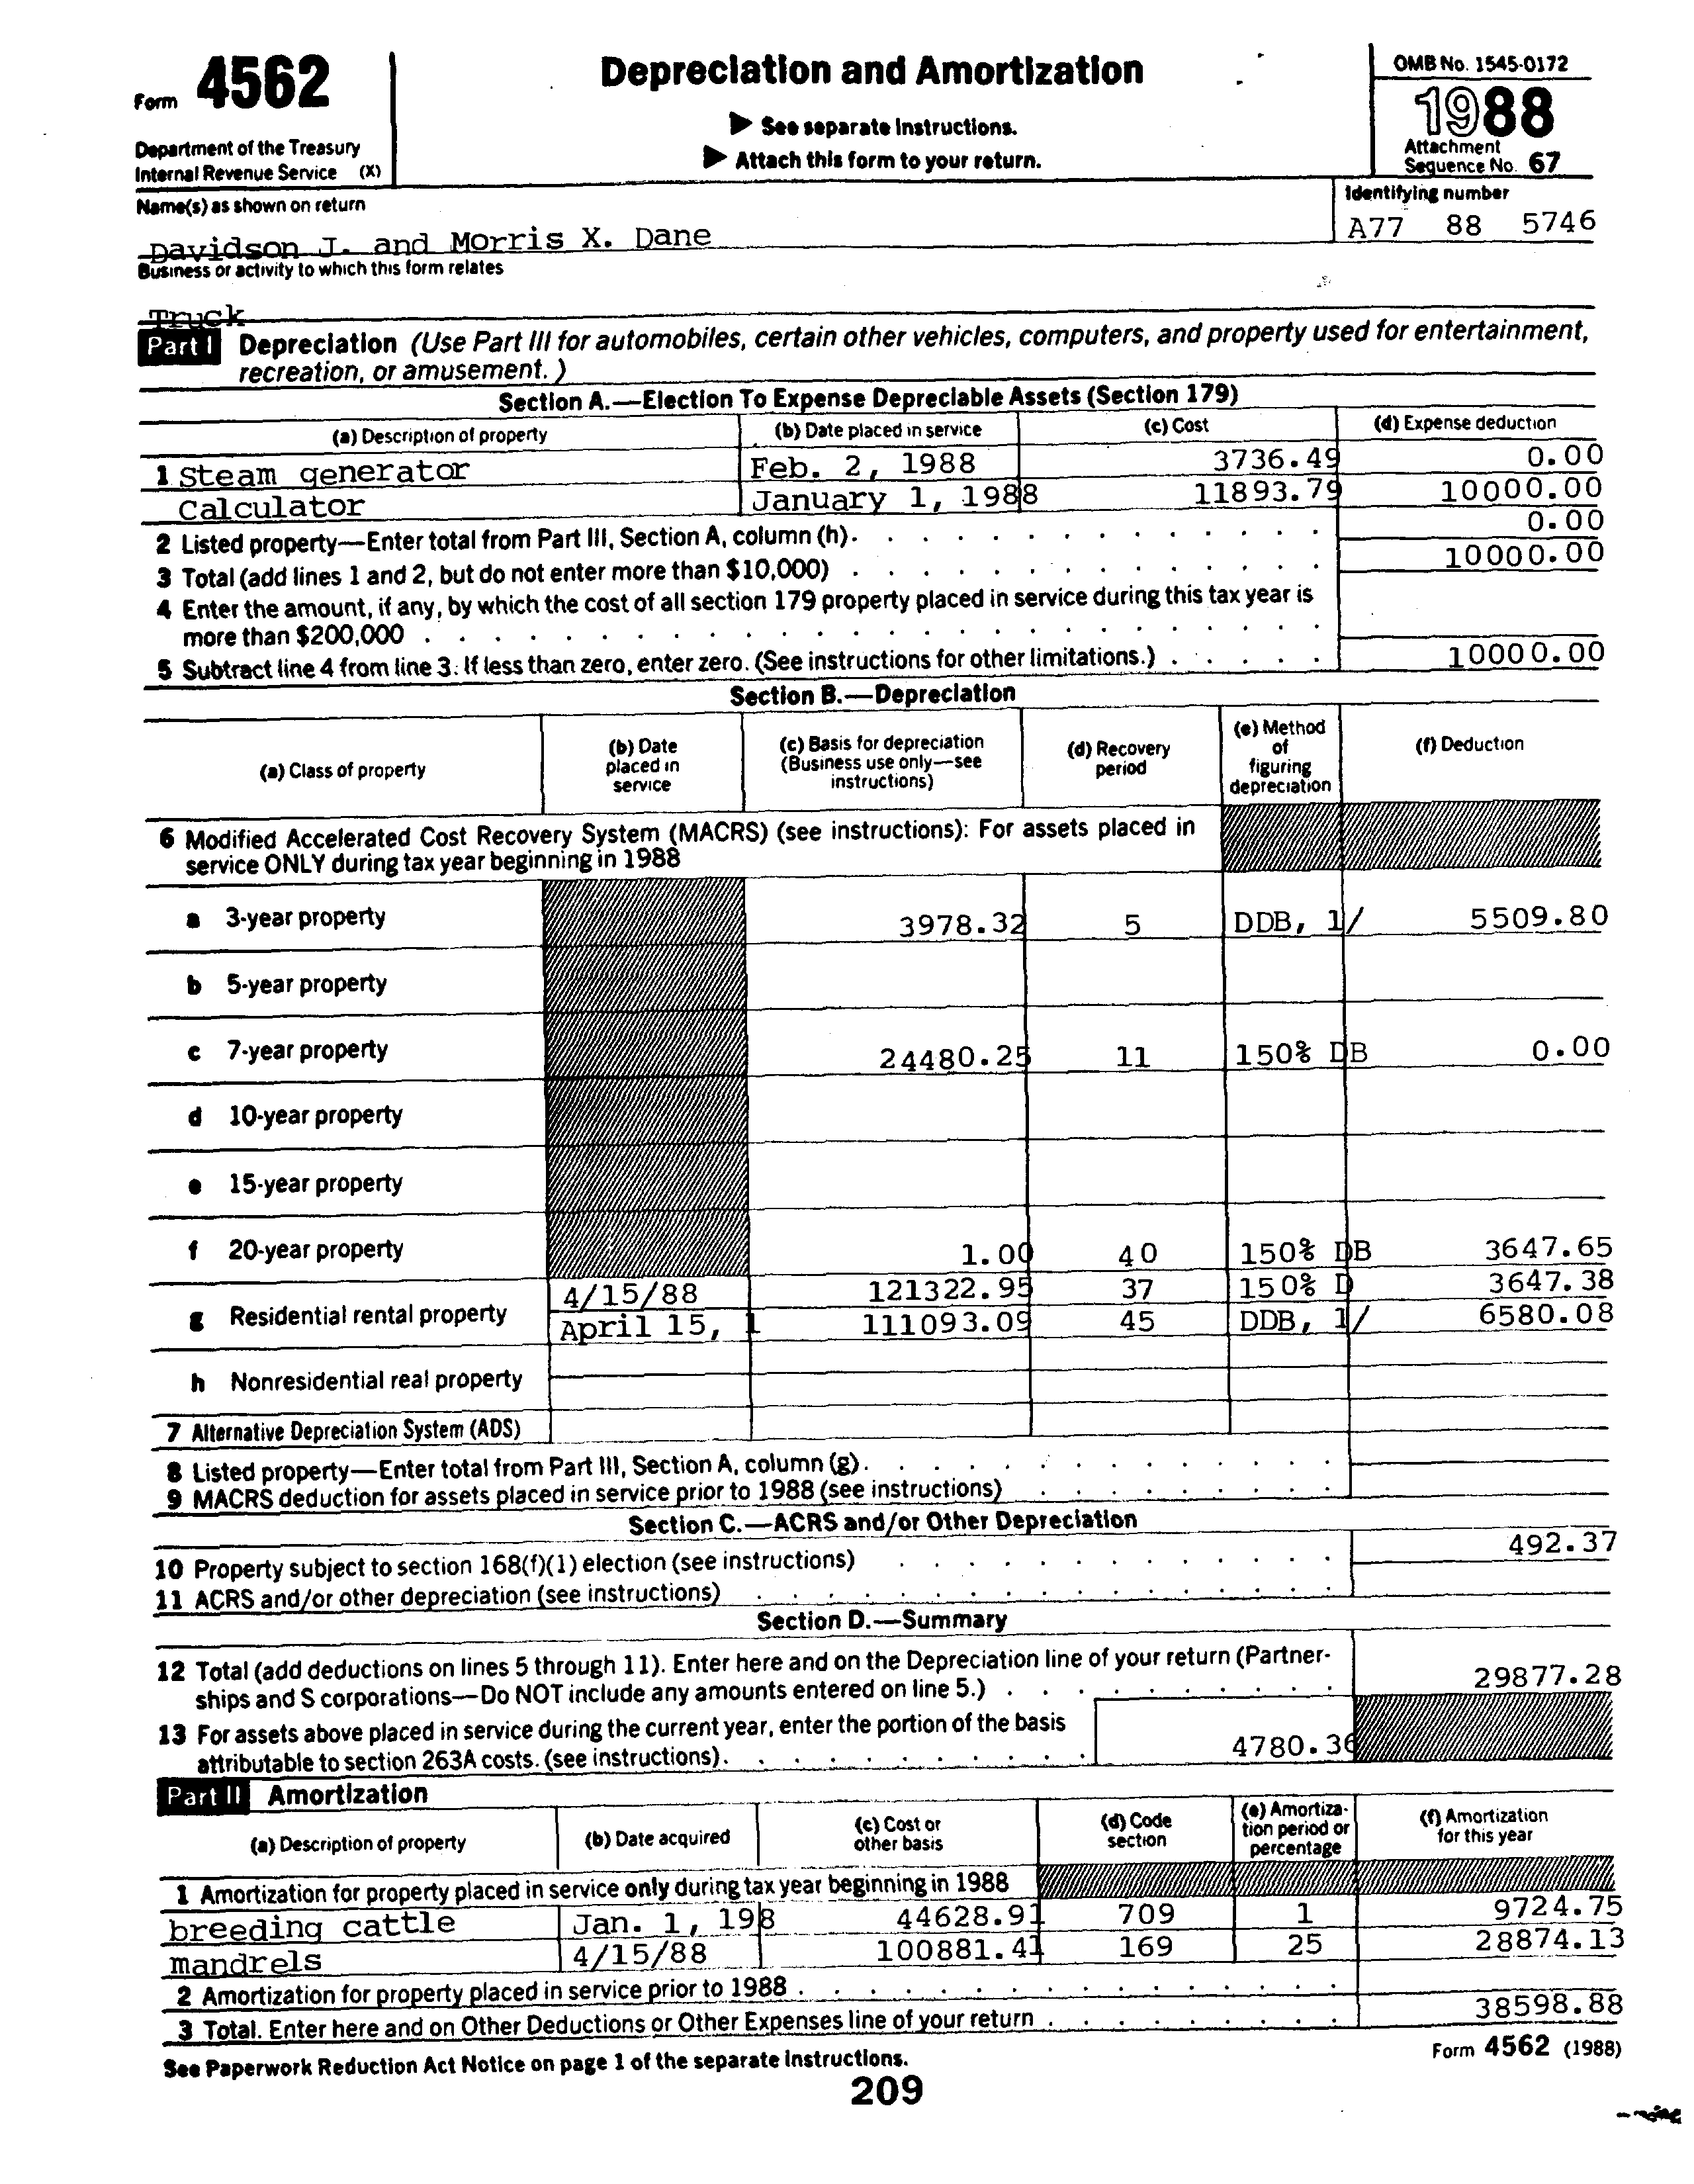 Form 4562
Department of the Treasury
Internal Revenue Service (X)
Depreciation and Amortization
▶ See separate Instructions.
▶ Attach this form to your return.
OMB No. 1545-0172
1988
Attachment
Sequence No. 67
Name(s) as shown on return
Identifying number
Davidson J. and Morris X. Dane
A77 88 5746
Business or activity to which this form relates
Truck
Part I Depreciation (Use Part III for automobiles, certain other vehicles, computers, and property used for entertainment,
recreation, or amusement.)
Section A.—Election To Expense Depreciable Assets (Section 179)
(a) Description of property (b) Date placed in service (c) Cost (d) Expense deduction
1 Steam generator Feb. 2, 1988 3736.49 0.00
Calculator January 1, 1988 11893.79 10000.00
2 Listed property—Enter total from Part III, Section A, column (h). 0.00
3 Total (add lines 1 and 2, but do not enter more than $10,000) 10000.00
4 Enter the amount, if any, by which the cost of all section 179 property placed in service during this tax year is
more than $200,000
5 Subtract line 4 from line 3. If less than zero, enter zero. (See instructions for other limitations.) 10000.00
Section B.—Depreciation
(a) Class of property
(b) Date
placed in
service
(c) Basis for depreciation
(Business use only—see
instructions)
(d) Recovery
period
(e) Method
of
figuring
depreciation
(f) Deduction
6 Modified Accelerated Cost Recovery System (MACRS) (see instructions): For assets placed in
service ONLY during tax year beginning in 1988
a 3-year property 3978.32 5 DDB, 1/ 5509.80
b 5-year property
c 7-year property 24480.25 11 150% DB 0.00
d 10-year property
e 15-year property
f 20-year property 1.00 40 150% DB 3647.65
4/15/88 121322.95 37 150% D 3647.38
g Residential rental property
April 15, 1 111093.09 45 DDB, 1/ 6580.08
h Nonresidential real property
7 Alternative Depreciation System (ADS)
8 Listed property—Enter total from Part III, Section A, column (g).
9 MACRS deduction for assets placed in service prior to 1988 (see instructions)
Section C.—ACRS and/or Other Depreciation
10 Property subject to section 168(f)(1) election (see instructions) 492.37
11 ACRS and/or other depreciation (see instructions)
Section D.—Summary
12 Total (add deductions on lines 5 through 11). Enter here and on the Depreciation line of your return (Partner-
ships and S corporations—Do NOT include any amounts entered on line 5.) 29877.28
13 For assets above placed in service during the current year, enter the portion of the basis
attributable to section 263A costs. (see instructions). 4780.36
Part II Amortization
(a) Description of property
(b) Date acquired
(c) Cost or
other basis
(d) Code
section
(e) Amortiza-
tion period or
percentage
(f) Amortization
for this year
1 Amortization for property placed in service only during tax year beginning in 1988
breeding cattle Jan. 1, 198 44628.91 709 1 9724.75
mandrels 4/15/88 100881.41 169 25 28874.13
2 Amortization for property placed in service prior to 1988
3 Total. Enter here and on Other Deductions or Other Expenses line of your return 38598.88
See Paperwork Reduction Act Notice on page 1 of the separate Instructions.
Form 4562 (1988)
209